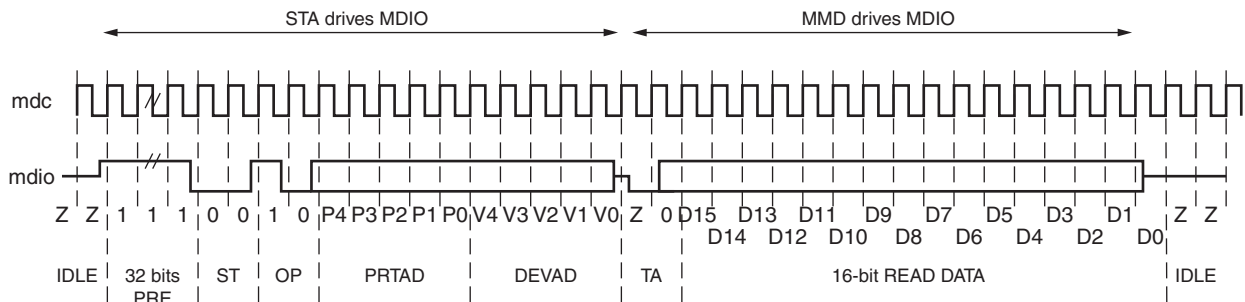 STA drives MDIO MMD drives MDIO
mdc
mdio
Z Z 1 1 1 0 0 1 0 P4 P3 P2 P1 P0 V4 V3 V2 V1 V0 Z 0 D15 D13 D11 D9 D7 D5 D3 D1 Z Z
D14 D12 D10 D8 D6 D4 D2 D0
IDLE 32 bits ST OP PRTAD DEVAD TA 16-bit READ DATA IDLE
PRE